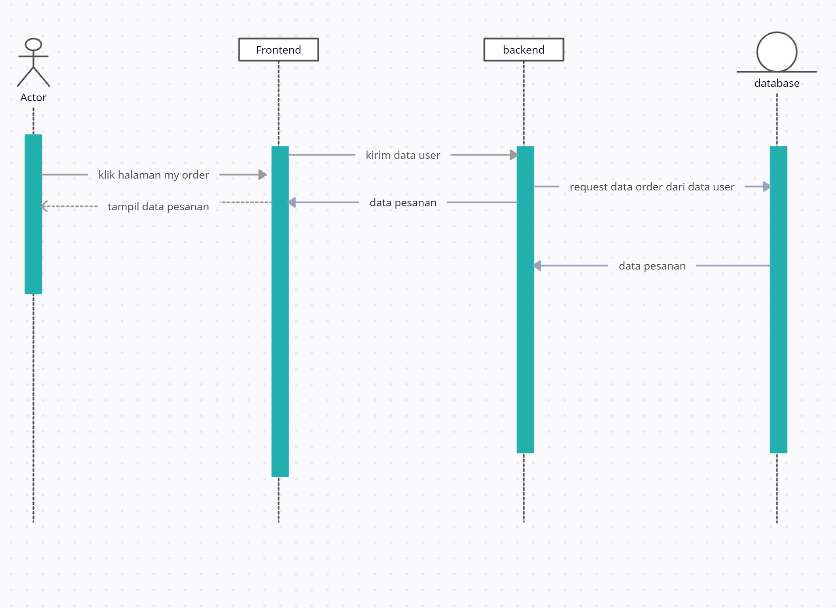 Frontend
backend
database
Actor
kirim data user
klik halaman my order
request data order dari data user
data pesanan
tampil data pesanan
data pesanan